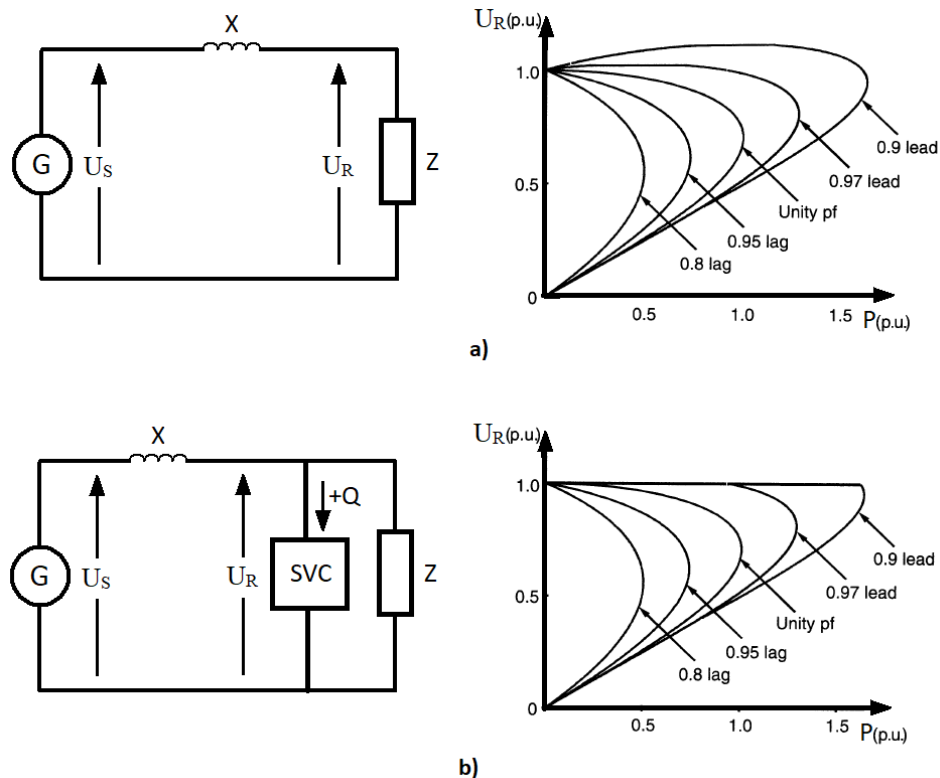 X
G
U_S
U_R
Z
U_R(p.u.)
1.0
0.5
0
0.5
1.0
1.5
P(p.u.)
0.9 lead
0.97 lead
Unity pf
0.95 lag
0.8 lag
a)
X
G
U_S
U_R
+Q
SVC
Z
U_R(p.u.)
1.0
0.5
0
0.5
1.0
1.5
P(p.u.)
0.9 lead
0.97 lead
Unity pf
0.95 lag
0.8 lag
b)